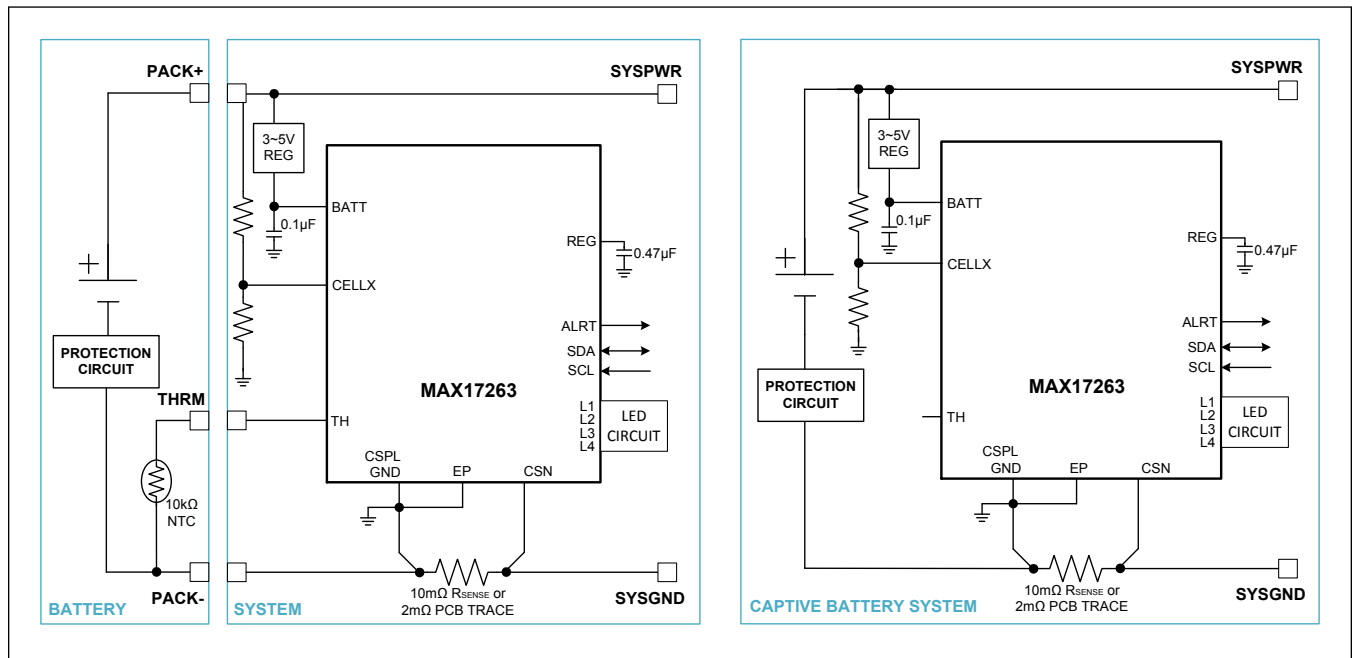 PACK+
SYSPWR
3~5V
REG
BATT
0.1µF
REG
0.47µF
+
CELLX
ALRT
SDA
SCL
PROTECTION
CIRCUIT
MAX17263
THRM
TH
L1
L2
L3
L4
LED
CIRCUIT
CSPL
GND
EP
CSN
10kΩ
NTC
10mΩ RSENSE or
2mΩ PCB TRACE
PACK-
SYSGND
BATTERY
SYSTEM
SYSPWR
3~5V
REG
BATT
0.1µF
REG
0.47µF
+
CELLX
ALRT
SDA
SCL
PROTECTION
CIRCUIT
MAX17263
TH
L1
L2
L3
L4
LED
CIRCUIT
CSPL
GND
EP
CSN
10mΩ RSENSE or
2mΩ PCB TRACE
SYSGND
CAPTIVE BATTERY SYSTEM